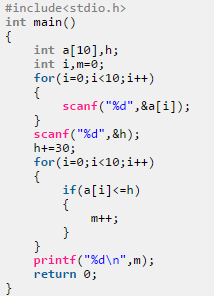 #include<stdio.h>
int main()
{
    int a[10],h;
    int i,m=0;
    for(i=0;i<10;i++)
    {
        scanf("%d",&a[i]);
    }
    scanf("%d",&h);
    h+=30;
    for(i=0;i<10;i++)
    {
        if(a[i]<=h)
        {
            m++;
        }
    }
    printf("%d\n",m);
    return 0;
}